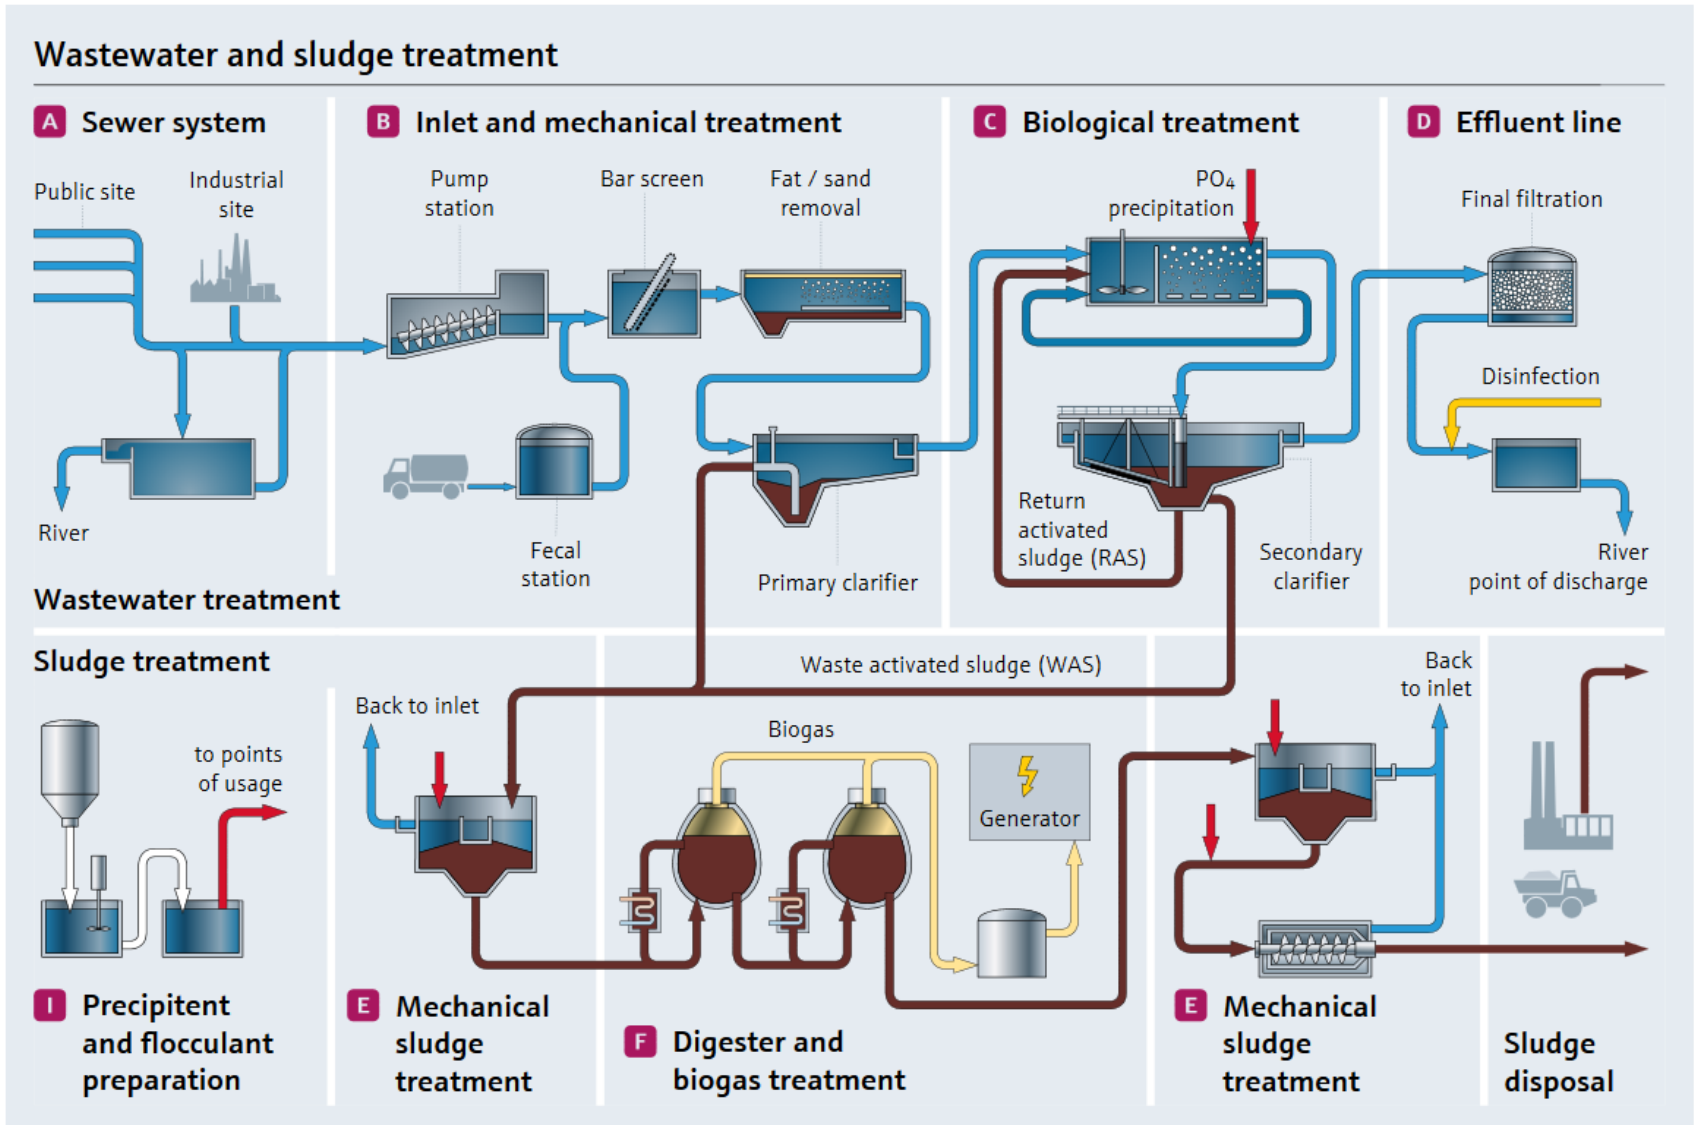 Wastewater and sludge treatment
A Sewer system
Public site
Industrial
site
River
B Inlet and mechanical treatment
Pump
station
Bar screen
Fat / sand
removal
Fecal
station
Primary clarifier
C Biological treatment
PO4
precipitation
Return
activated
sludge (RAS)
Secondary
clarifier
D Effluent line
Final filtration
Disinfection
River
point of discharge
Wastewater treatment
Sludge treatment
to points
of usage
I Precipitent
and flocculant
preparation
Back to inlet
E Mechanical
sludge
treatment
Waste activated sludge (WAS)
Biogas
Generator
F Digester and
biogas treatment
Back
to inlet
E Mechanical
sludge
treatment
Sludge
disposal